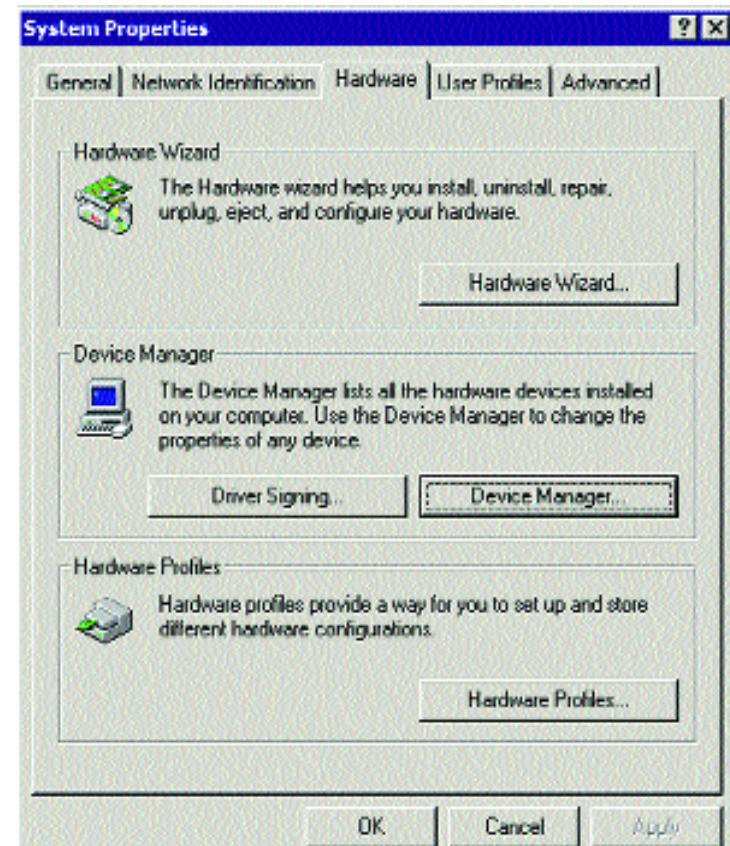 System Properties
General
Network Identification
Hardware
User Profiles
Advanced
Hardware Wizard
The Hardware wizard helps you install, uninstall, repair,
unplug, eject, and configure your hardware.
Hardware Wizard...
Device Manager
The Device Manager lists all the hardware devices installed
on your computer. Use the Device Manager to change the
properties of any device.
Driver Signing...
Device Manager...
Hardware Profiles
Hardware profiles provide a way for you to set up and store
different hardware configurations.
Hardware Profiles...
OK
Cancel
Apply